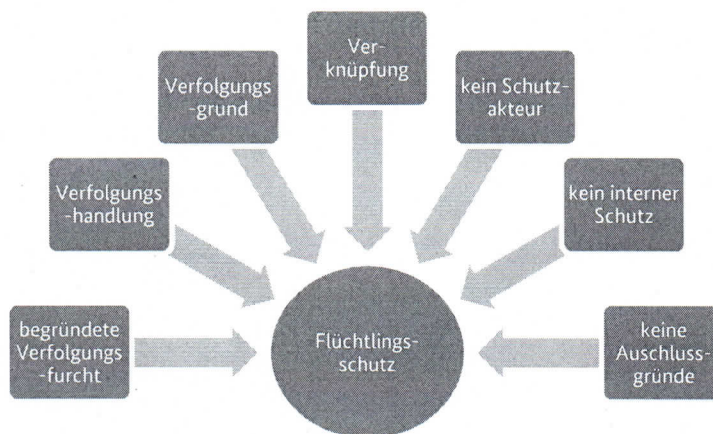 Ver-
knüpfung
Verfolgungs
-grund
kein Schutz-
akteur
Verfolgungs
-handlung
kein interner
Schutz
begründete
Verfolgungs
-furcht
Flüchtlings-
schutz
keine
Auschluss-
gründe